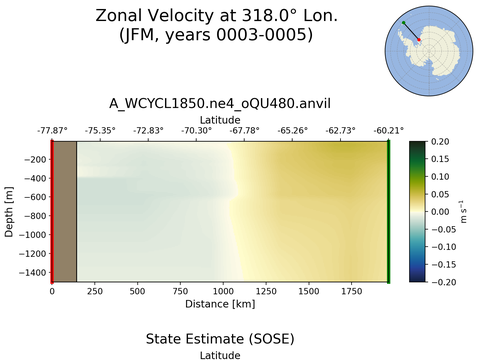 Zonal Velocity at 318.0° Lon.
(JFM, years 0003-0005)
A_WCYCL1850.ne4_oQU480.anvil
Latitude
-77.87° -75.35° -72.83° -70.30° -67.78° -65.26° -62.73° -60.21°
Depth [m]
−200
−400
−600
−800
−1000
−1200
−1400
0 250 500 750 1000 1250 1500 1750
Distance [km]
0.20
0.15
0.10
0.05
0.00
−0.05
−0.10
−0.15
−0.20
m s⁻¹
State Estimate (SOSE)
Latitude